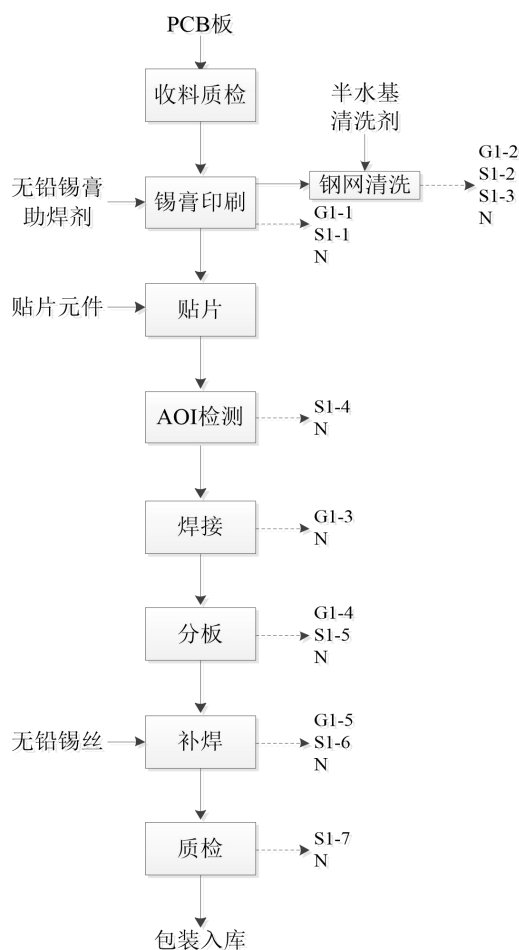 PCB板
收料质检
半水基
清洗剂
无铅锡膏
助焊剂
锡膏印刷
钢网清洗
G1-2
S1-2
S1-3
N
G1-1
S1-1
N
贴片元件
贴片
AOI检测
S1-4
N
焊接
G1-3
N
分板
G1-4
S1-5
N
无铅锡丝
补焊
G1-5
S1-6
N
质检
S1-7
N
包装入库